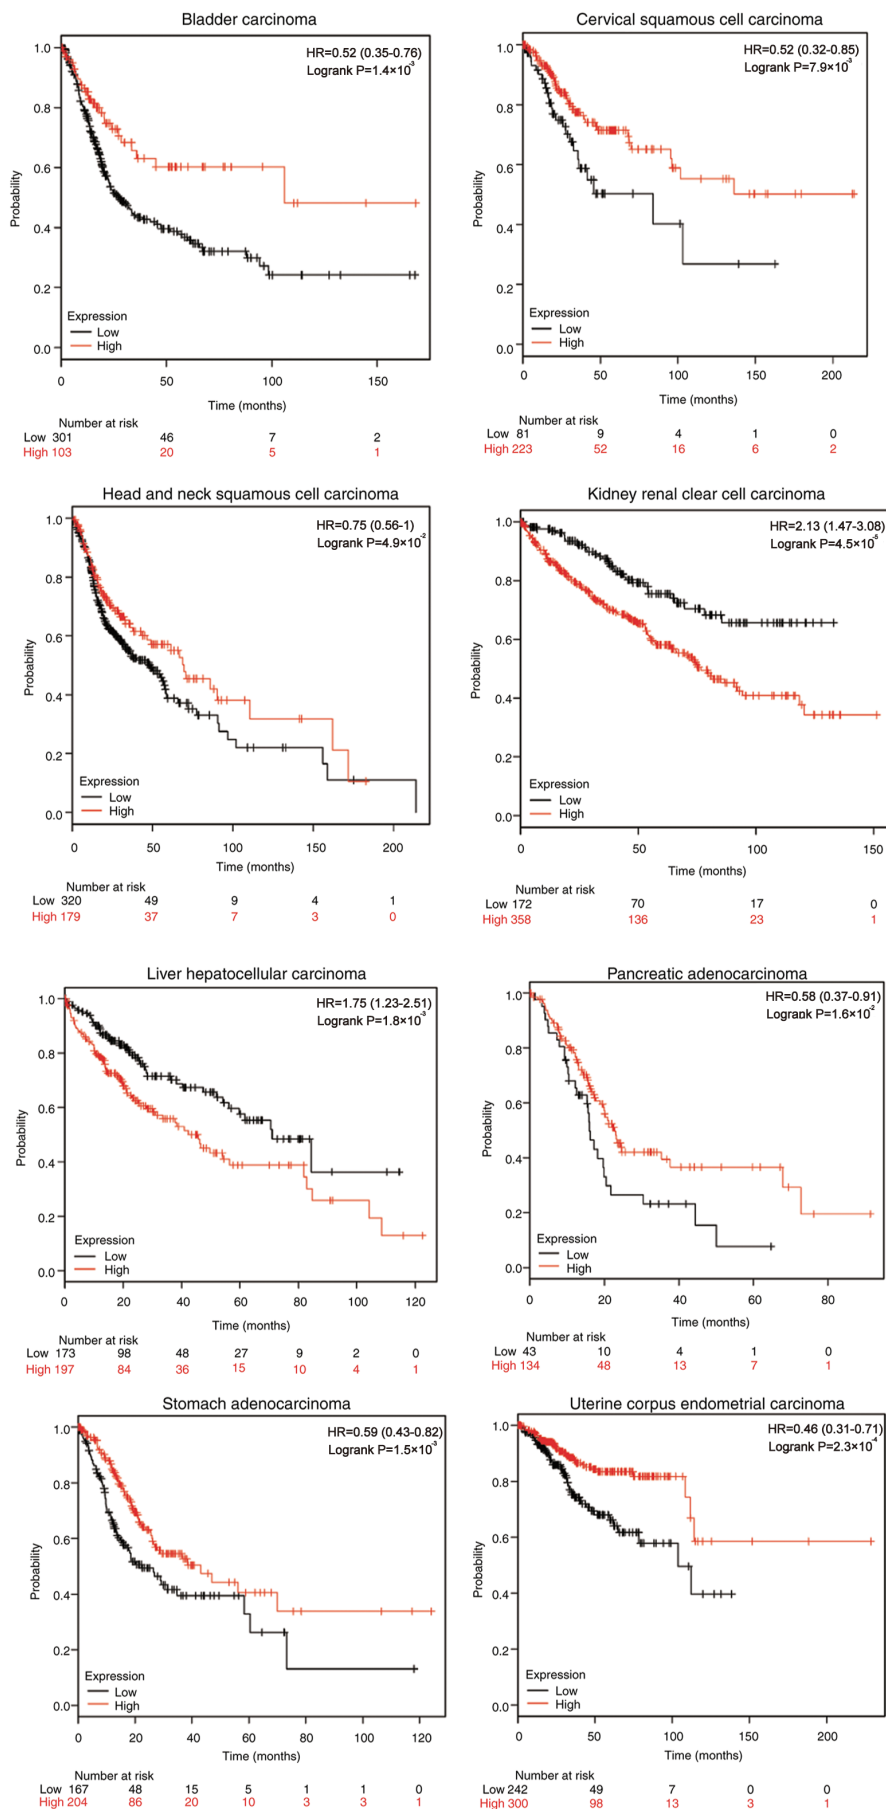 Bladder carcinoma
HR=0.52 (0.35-0.76)
Logrank P=1.4×10⁻³
1.0
0.8
0.6
0.4
0.2
0.0
Probability
Expression
Low
High
0 50 100 150
Time (months)
Number at risk
Low 301 46 7 2
High 103 20 5 1
Cervical squamous cell carcinoma
HR=0.52 (0.32-0.85)
Logrank P=7.9×10⁻³
1.0
0.8
0.6
0.4
0.2
0.0
Probability
Expression
Low
High
0 50 100 150 200
Time (months)
Number at risk
Low 81 9 4 1 0
High 223 52 16 6 2
Head and neck squamous cell carcinoma
HR=0.75 (0.56-1)
Logrank P=4.9×10⁻²
1.0
0.8
0.6
0.4
0.2
0.0
Probability
Expression
Low
High
0 50 100 150 200
Time (months)
Number at risk
Low 320 49 9 4 1
High 179 37 7 3 0
Kidney renal clear cell carcinoma
HR=2.13 (1.47-3.08)
Logrank P=4.5×10⁻⁵
1.0
0.8
0.6
0.4
0.2
0.0
Probability
Expression
Low
High
0 50 100 150
Time (months)
Number at risk
Low 172 70 17 0
High 358 136 23 1
Liver hepatocellular carcinoma
HR=1.75 (1.23-2.51)
Logrank P=1.8×10⁻³
1.0
0.8
0.6
0.4
0.2
0.0
Probability
Expression
Low
High
0 20 40 60 80 100 120
Time (months)
Number at risk
Low 173 98 48 27 9 2 0
High 197 84 36 15 10 4 1
Pancreatic adenocarcinoma
HR=0.58 (0.37-0.91)
Logrank P=1.6×10⁻²
1.0
0.8
0.6
0.4
0.2
0.0
Probability
Expression
Low
High
0 20 40 60 80
Time (months)
Number at risk
Low 43 10 4 1 0
High 134 48 13 7 1
Stomach adenocarcinoma
HR=0.59 (0.43-0.82)
Logrank P=1.5×10⁻³
1.0
0.8
0.6
0.4
0.2
0.0
Probability
Expression
Low
High
0 20 40 60 80 100 120
Time (months)
Number at risk
Low 167 48 15 5 1 1 0
High 204 86 20 10 3 3 1
Uterine corpus endometrial carcinoma
HR=0.46 (0.31-0.71)
Logrank P=2.3×10⁻⁴
1.0
0.8
0.6
0.4
0.2
0.0
Probability
Expression
Low
High
0 50 100 150 200
Time (months)
Number at risk
Low 242 49 7 0 0
High 300 98 13 3 1